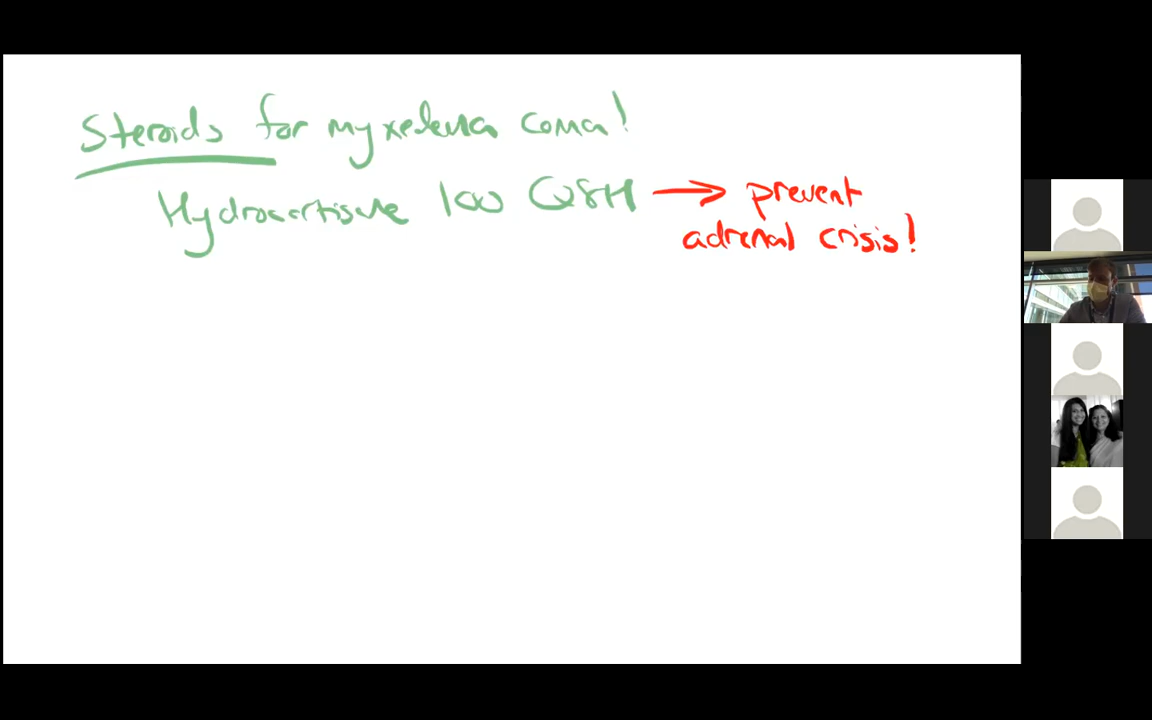 Steroids for myxedema coma!
Hydrocortisone 100 Q8H → prevent
adrenal crisis!